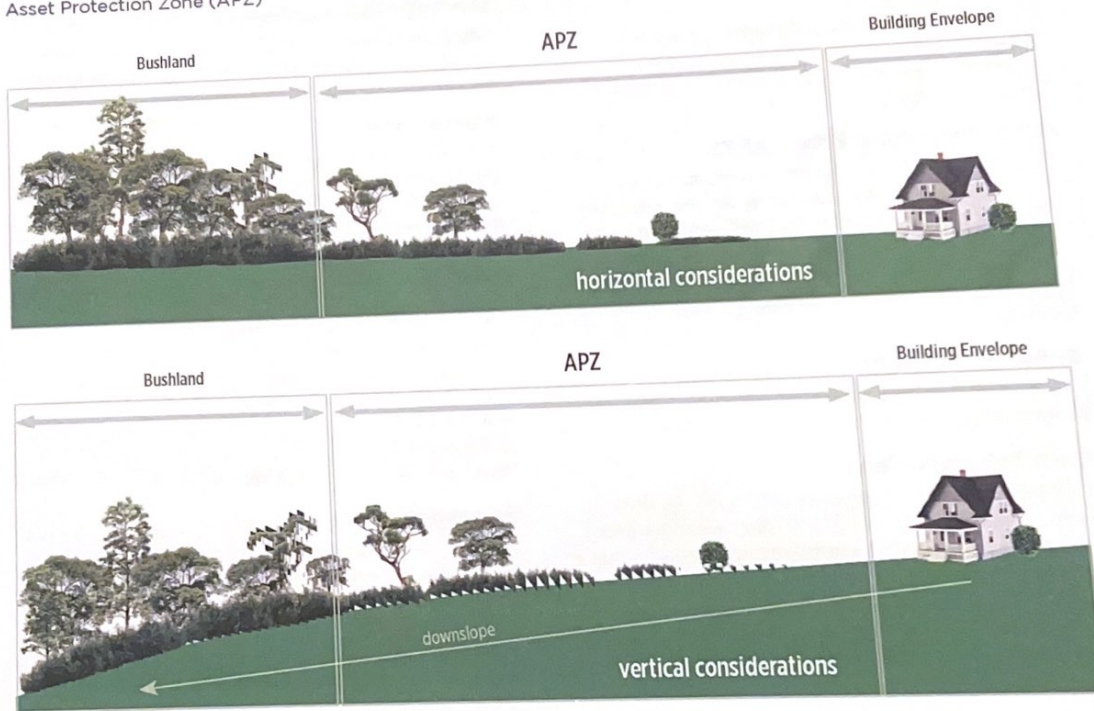 Asset Protection Zone (APZ)
Bushland
APZ
Building Envelope
horizontal considerations
Bushland
APZ
Building Envelope
downslope
vertical considerations